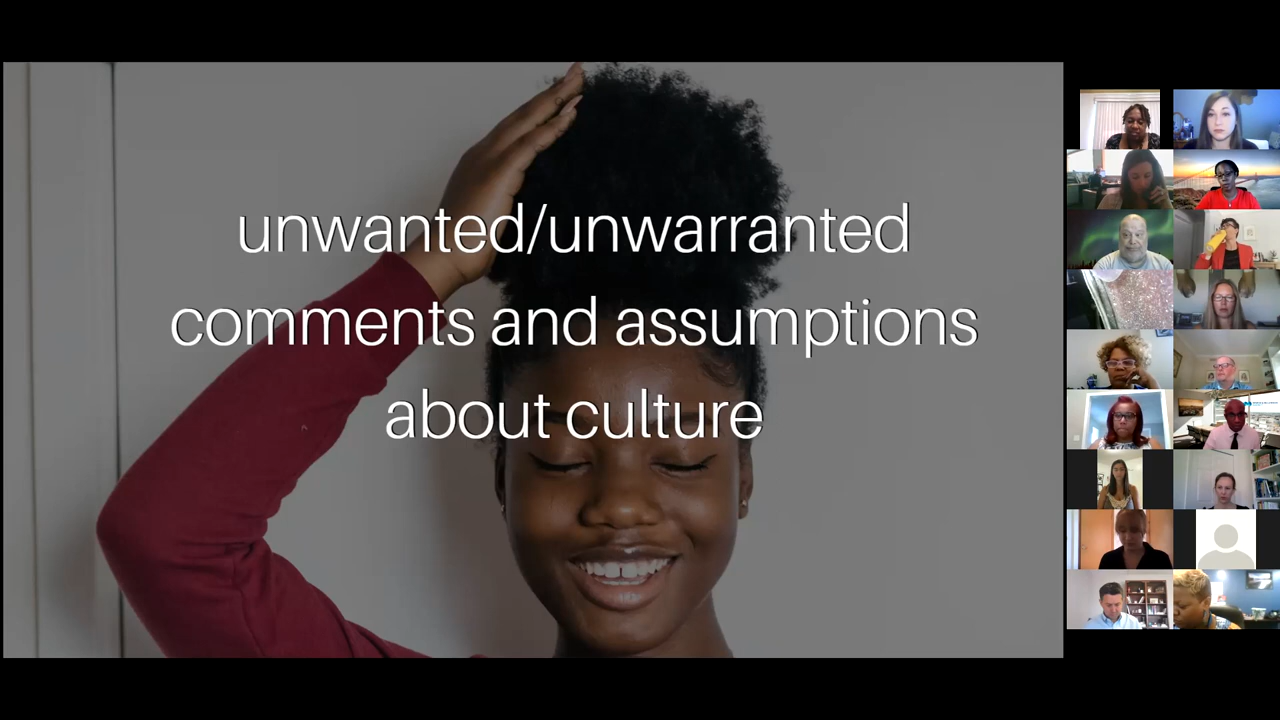 unwanted/unwarranted
comments and assumptions
about culture